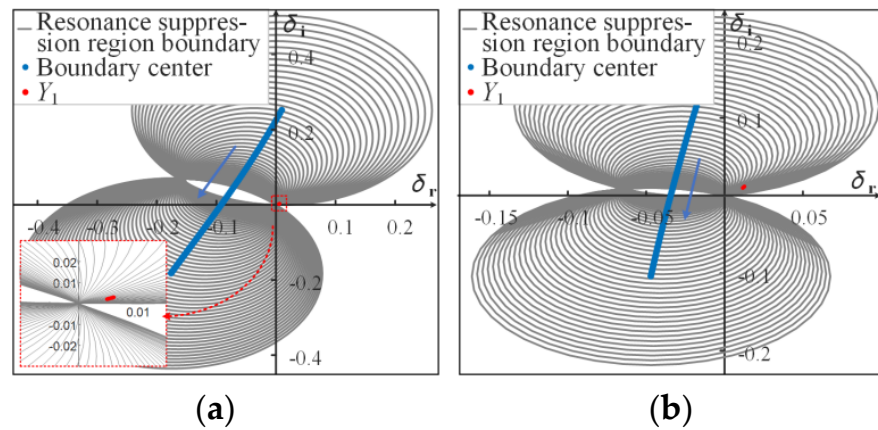 Resonance suppres-
sion region boundary
Boundary center
Y₁
δᵢ
0.4
0.2
δᵣ
-0.4
-0.3
-0.2
-0.1
0
0.1
0.2
-0.2
-0.4
0.02
0.01
0.01
-0.01
-0.02
(a)
Resonance suppres-
sion region boundary
Boundary center
Y₁
δᵢ
0.2
0.1
δᵣ
-0.15
-0.1
-0.05
0
0.05
-0.1
-0.2
(b)